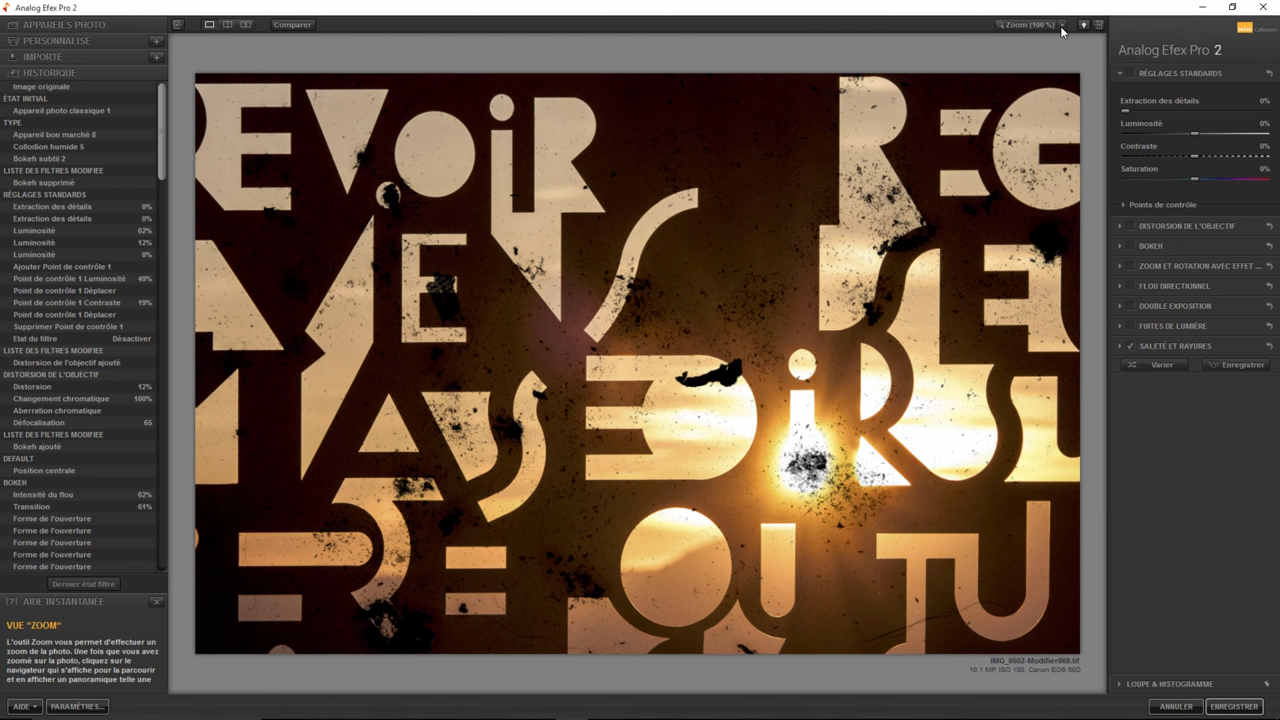 Analog Efex Pro 2
APPAREILS PHOTO
PERSONNALISÉ
IMPORTÉ
HISTORIQUE
Image originale
ÉTAT INITIAL
Appareil photo classique 1
TYPE
Appareil bon marché 8
Collodion humide 5
Bokeh subtil 2
LISTE DES FILTRES MODIFIÉE
Bokeh supprimé
RÉGLAGES STANDARDS
Extraction des détails 0%
Extraction des détails 0%
Luminosité 62%
Luminosité 12%
Luminosité 0%
Ajouter Point de contrôle 1
Point de contrôle 1 Luminosité 49%
Point de contrôle 1 Déplacer
Point de contrôle 1 Contraste 19%
Point de contrôle 1 Déplacer
Supprimer Point de contrôle 1
Etat du filtre Désactiver
LISTE DES FILTRES MODIFIÉE
Distorsion de l'objectif ajouté
DISTORSION DE L'OBJECTIF
Distorsion 12%
Changement chromatique 100%
Aberration chromatique
Défocalisation 65
LISTE DES FILTRES MODIFIÉE
Bokeh ajouté
DEFAULT
Position centrale
BOKEH
Intensité du flou 62%
Transition 61%
Forme de l'ouverture
Forme de l'ouverture
Forme de l'ouverture
Forme de l'ouverture
Forme de l'ouverture
Dernier état filtré
[?] AIDE INSTANTANÉE
VUE "ZOOM"
L'outil Zoom vous permet d'effectuer un
zoom de la photo. Une fois que vous avez
zoomé sur la photo, cliquez sur le
navigateur qui s'affiche pour la parcourir
et en afficher un panoramique telle une
AIDE
PARAMÈTRES...
Comparer
Zoom (100 %)
EVOIR
REG
ME
IRSU
OU TU
IMG_0502-Modifier069.tif
10.1 MP, ISO 100, Canon EOS 50D
Collection
Analog Efex Pro 2
RÉGLAGES STANDARDS
Extraction des détails 0%
Luminosité 0%
Contraste 0%
Saturation 0%
Points de contrôle
DISTORSION DE L'OBJECTIF
BOKEH
ZOOM ET ROTATION AVEC EFFET ...
FLOU DIRECTIONNEL
DOUBLE EXPOSITION
FUITES DE LUMIÈRE
SALETÉ ET RAYURES
Varier
Enregistrer
LOUPE & HISTOGRAMME
ANNULER
ENREGISTRER